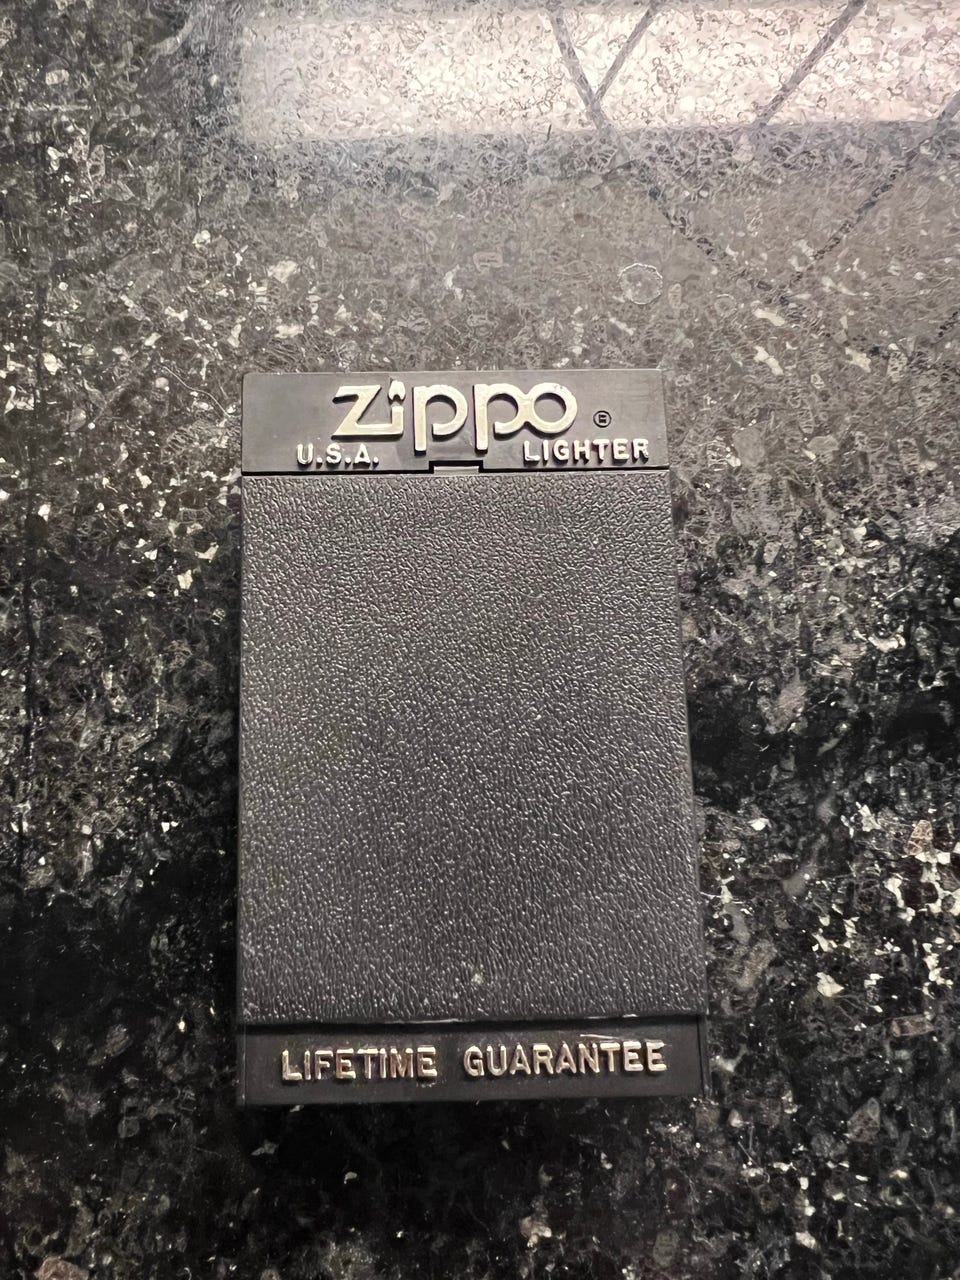 zippo ®
U.S.A. LIGHTER
LIFETIME GUARANTEE